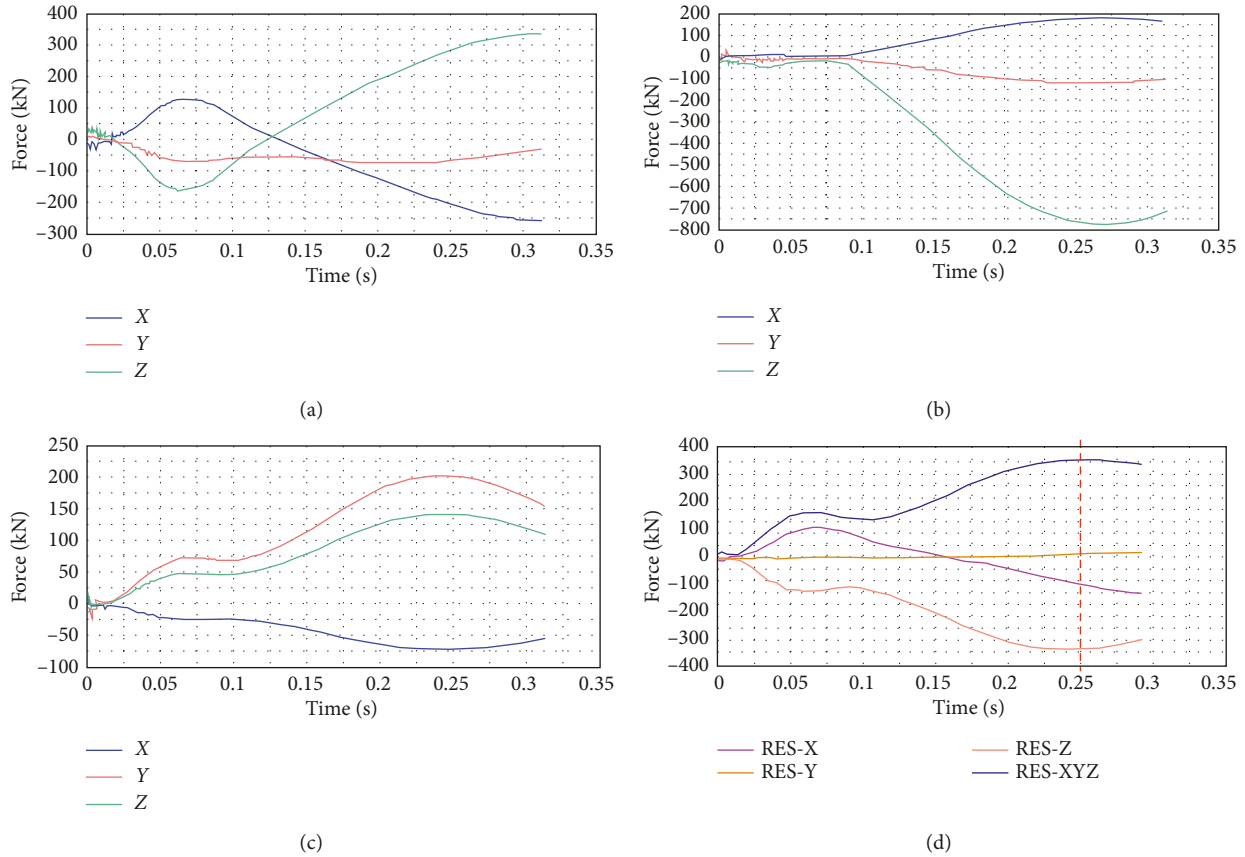 400
300
200
100
0
−100
−200
−300
Force (kN)
0 0.05 0.1 0.15 0.2 0.25 0.3 0.35
Time (s)
X
Y
Z
(a)
200
100
0
−100
−200
−300
−400
−500
−600
−700
−800
Force (kN)
0 0.05 0.1 0.15 0.2 0.25 0.3 0.35
Time (s)
X
Y
Z
(b)
250
200
150
100
50
0
−50
−100
Force (kN)
0 0.05 0.1 0.15 0.2 0.25 0.3 0.35
Time (s)
X
Y
Z
(c)
400
300
200
100
0
−100
−200
−300
−400
Force (kN)
0 0.05 0.1 0.15 0.2 0.25 0.3 0.35
Time (s)
RES-X RES-Z
RES-Y RES-XYZ
(d)